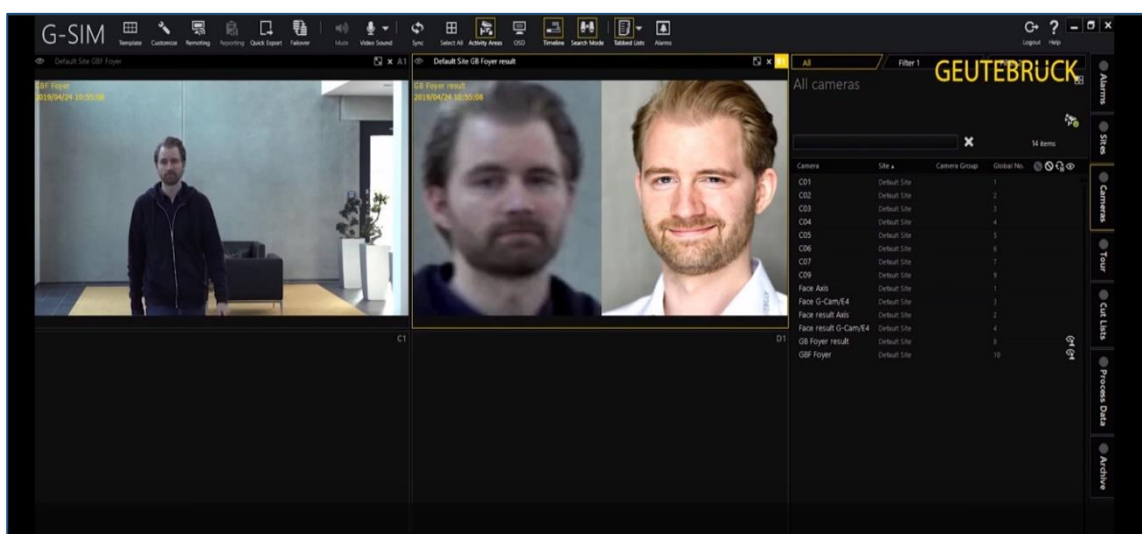 G-SIM
Template Customize Remoting Reporting Quick Export Failover Mute Video Sound Sync Select All Activity Areas OSD Timeline Search Mode Tabbed Lists Alarms Logout Help
Default Site GBF Foyer A1
Default Site GB Foyer result B1
GBF Foyer
2019/04/24 10:55:08
GB Foyer result
2019/04/24 10:55:08
C1
D1
All Filter 1
GEUTEBRÜCK
All cameras
14 items
Camera Site Camera Group Global No.
C01 Default Site 1
C02 Default Site 2
C03 Default Site 3
C04 Default Site 4
C05 Default Site 5
C06 Default Site 6
C07 Default Site 7
C09 Default Site 9
Face Axis Default Site 1
Face G-Cam/E4 Default Site 3
Face result Axis Default Site 2
Face result G-Cam/E4 Default Site 4
GB Foyer result Default Site 8
GBF Foyer Default Site 10
Alarms
Sites
Cameras
Tour
Cut Lists
Process Data
Archive